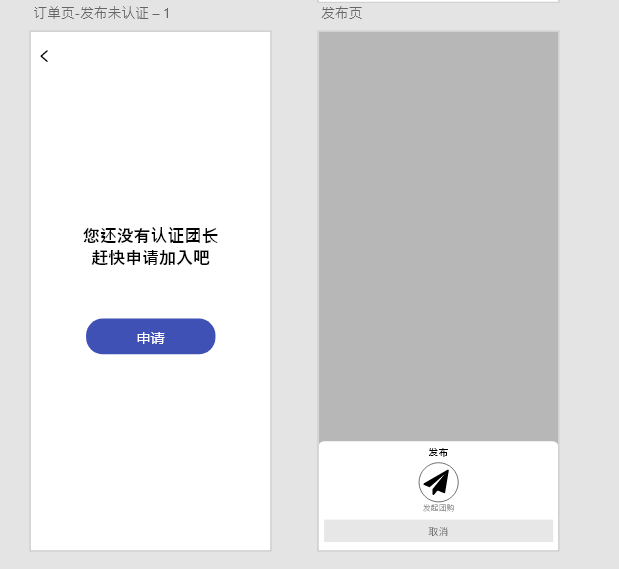 订单页-发布未认证 – 1
发布页
您还没有认证团长
赶快申请加入吧
申请
发布
发起团购
取消